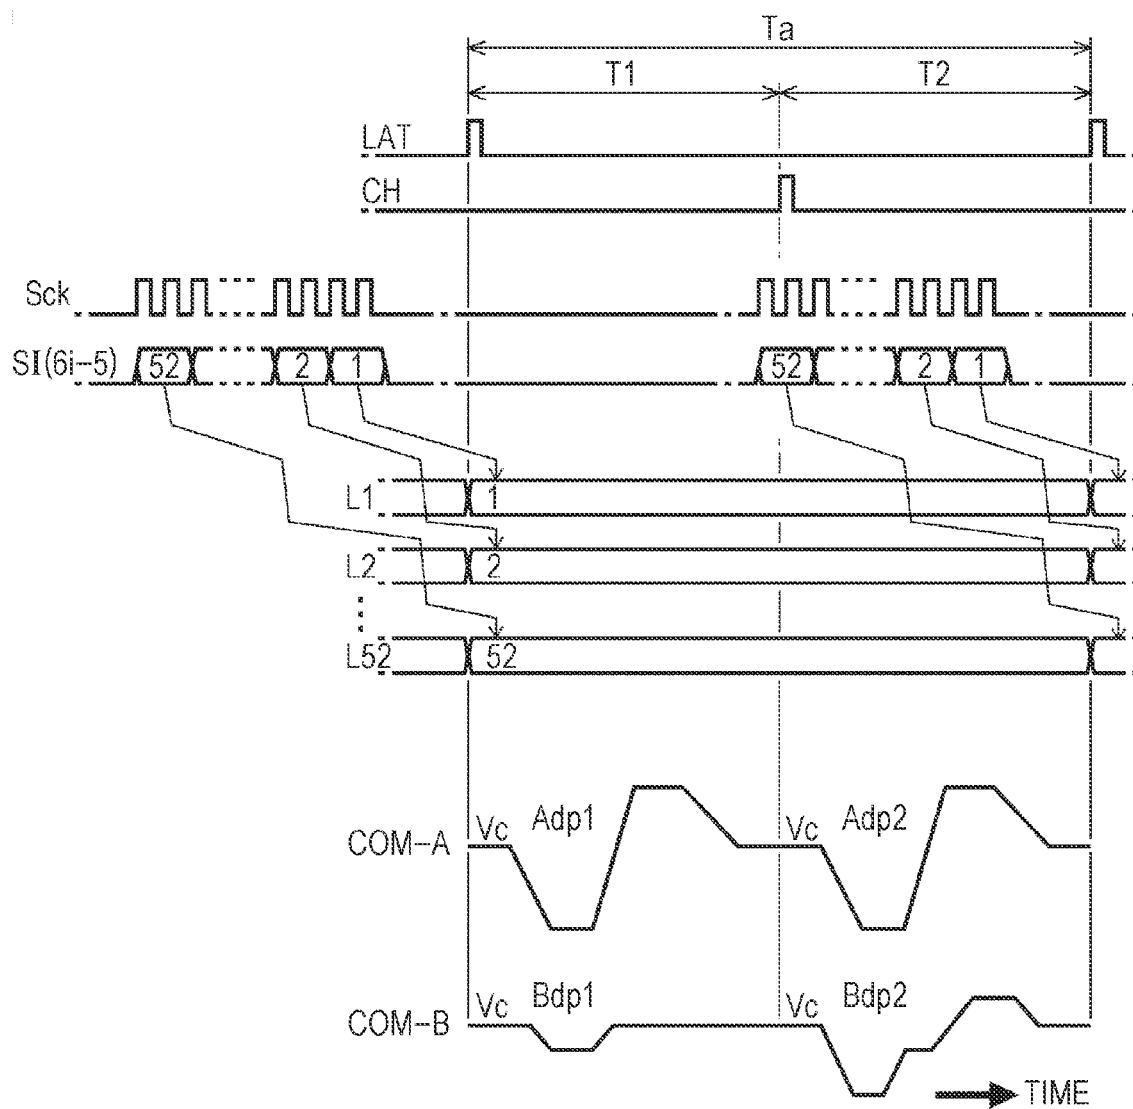 Ta
T1 T2
LAT
CH
Sck
SI(6i-5) 52 2 1 52 2 1
L1 1
L2 2
L52 52
COM-A Vc Adp1 Vc Adp2
COM-B Vc Bdp1 Vc Bdp2
TIME